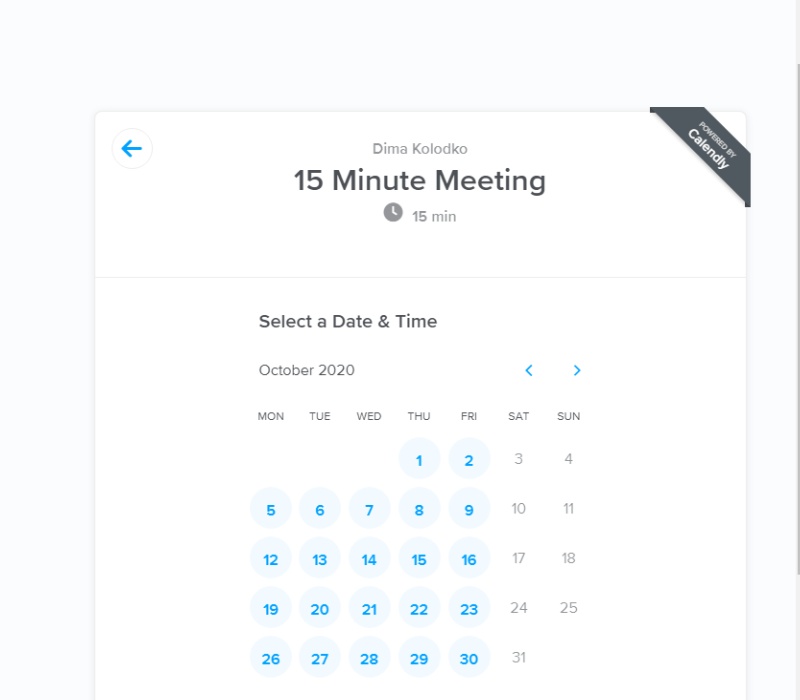 POWERED BY
Calendly
Dima Kolodko
15 Minute Meeting
15 min
Select a Date & Time
October 2020
MON TUE WED THU FRI SAT SUN
1 2 3 4
5 6 7 8 9 10 11
12 13 14 15 16 17 18
19 20 21 22 23 24 25
26 27 28 29 30 31